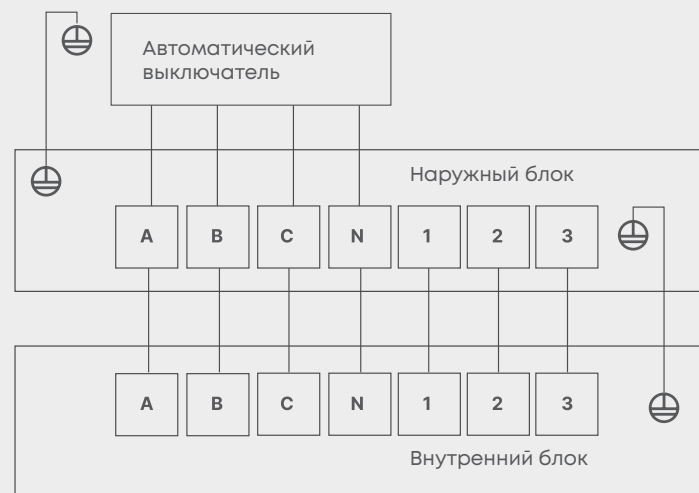 Автоматический
выключатель
Наружный блок
A B C N 1 2 3
A B C N 1 2 3
Внутренний блок